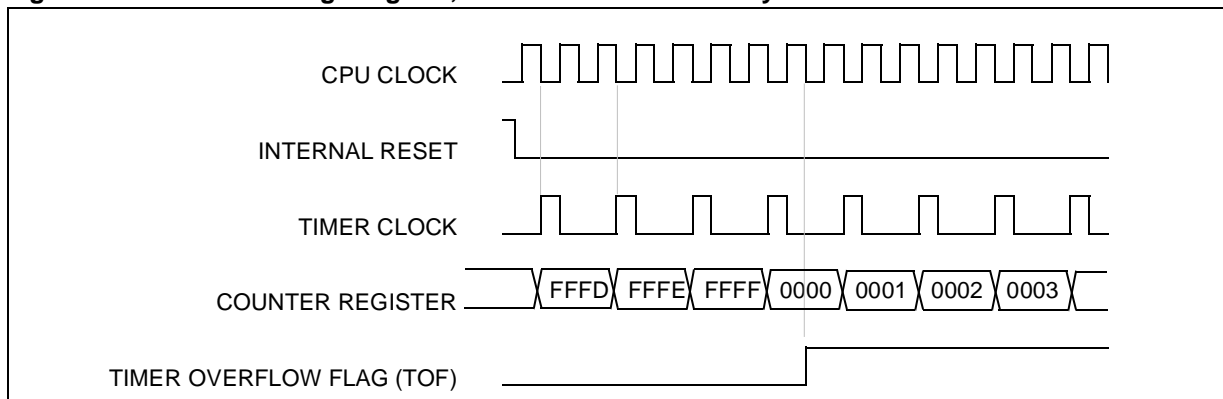 CPU CLOCK
INTERNAL RESET
TIMER CLOCK
FFFD FFFE FFFF 0000 0001 0002 0003
COUNTER REGISTER
TIMER OVERFLOW FLAG (TOF)